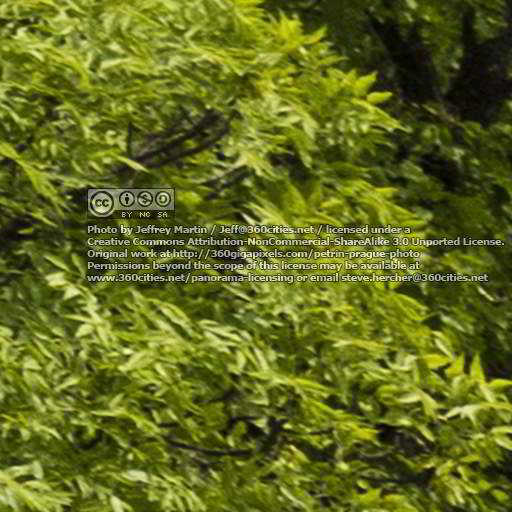 cc
BY NC SA
Photo by Jeffrey Martin / Jeff@360cities.net / licensed under a
Creative Commons Attribution-NonCommercial-ShareAlike 3.0 Unported License.
Original work at http://360gigapixels.com/petrin-prague-photo
Permissions beyond the scope of this license may be available at
www.360cities.net/panorama-licensing or email steve.hercher@360cities.net